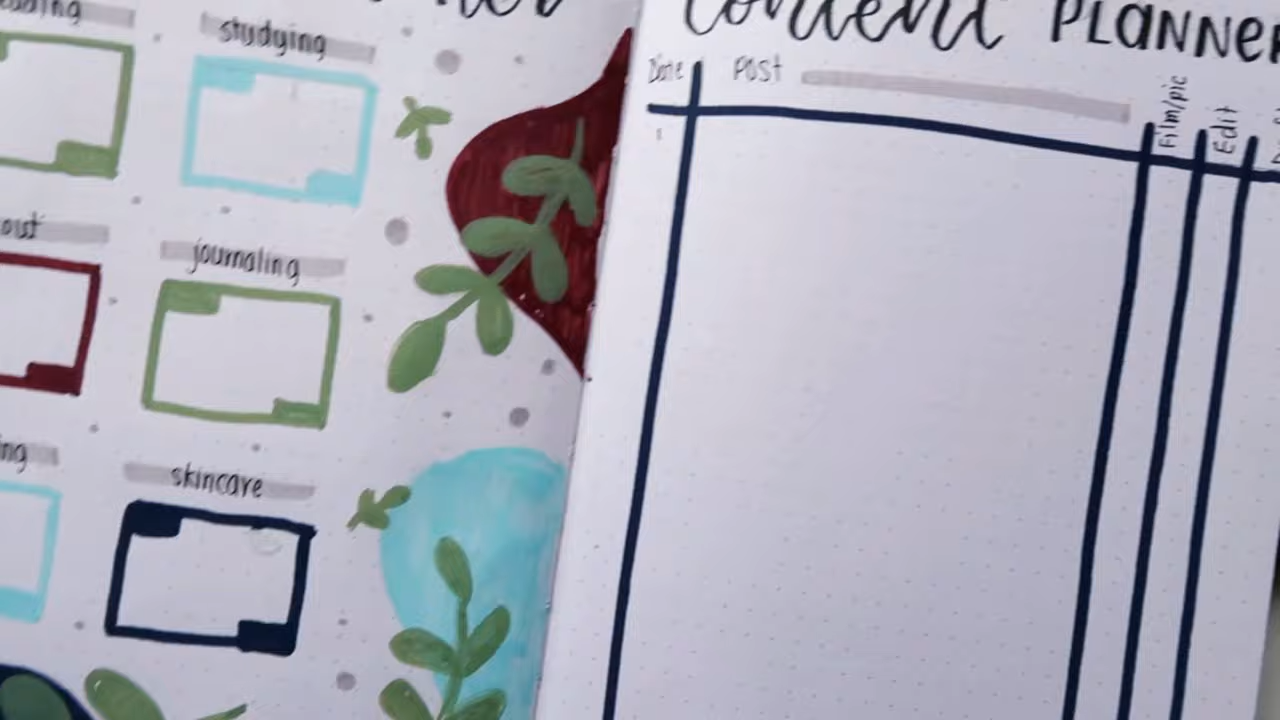 studying
journaling
skincare
content PLANNER
Date
Post
Film/pic
Edit